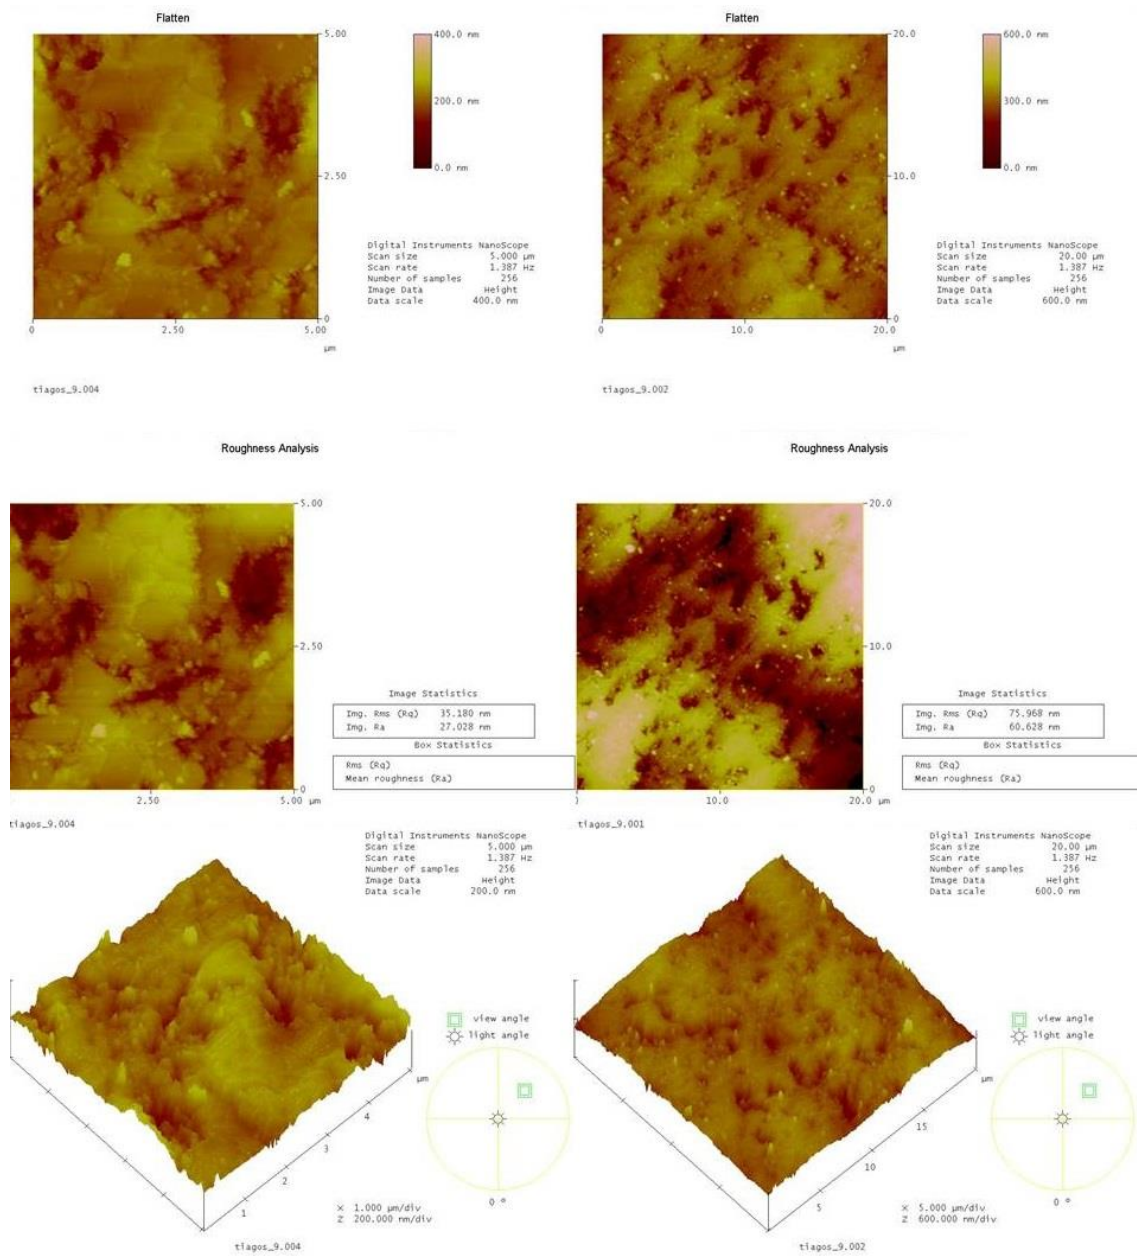 Flatten
5.00
2.50
0
0
2.50
5.00
µm
400.0 nm
200.0 nm
0.0 nm
Digital Instruments NanoScope
Scan size 5.000 µm
Scan rate 1.387 Hz
Number of samples 256
Image Data Height
Data scale 400.0 nm
tiagos_9.004
Flatten
20.0
10.0
0
0
10.0
20.0
µm
600.0 nm
300.0 nm
0.0 nm
Digital Instruments NanoScope
Scan size 20.00 µm
Scan rate 1.387 Hz
Number of samples 256
Image Data Height
Data scale 600.0 nm
tiagos_9.002
Roughness Analysis
5.00
2.50
0
2.50
5.00 µm
Image Statistics
Img. Rms (Rq) 35.180 nm
Img. Ra 27.028 nm
Box Statistics
Rms (Rq)
Mean roughness (Ra)
tiagos_9.004
Roughness Analysis
20.0
10.0
0
0
10.0
20.0 µm
Image Statistics
Img. Rms (Rq) 75.968 nm
Img. Ra 60.628 nm
Box Statistics
Rms (Rq)
Mean roughness (Ra)
tiagos_9.001
Digital Instruments NanoScope
Scan size 5.000 µm
Scan rate 1.387 Hz
Number of samples 256
Image Data Height
Data scale 200.0 nm
view angle
light angle
µm
4
3
2
1
0 º
X 1.000 µm/div
Z 200.000 nm/div
tiagos_9.004
Digital Instruments NanoScope
Scan size 20.00 µm
Scan rate 1.387 Hz
Number of samples 256
Image Data Height
Data scale 600.0 nm
view angle
light angle
µm
15
10
5
0 º
X 5.000 µm/div
Z 600.000 nm/div
tiagos_9.002